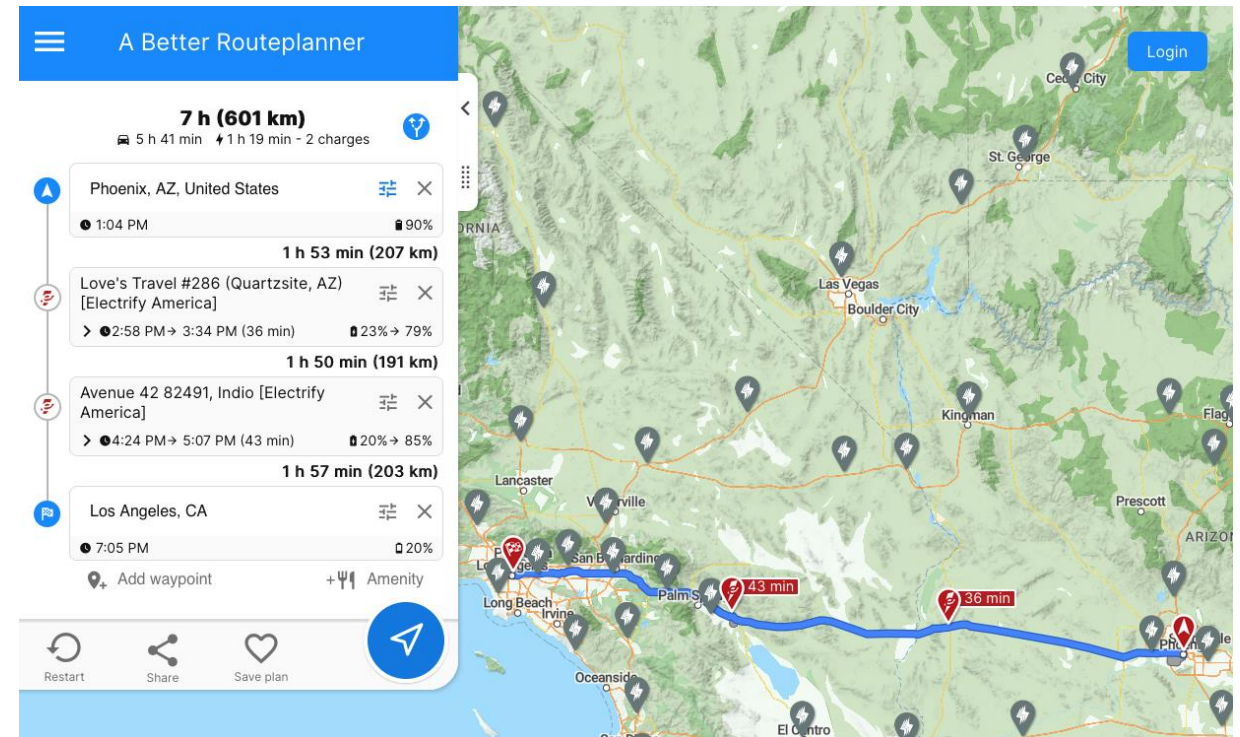 A Better Routeplanner
7 h (601 km)
5 h 41 min 1 h 19 min - 2 charges
Phoenix, AZ, United States
1:04 PM 90%
1 h 53 min (207 km)
Love's Travel #286 (Quartzsite, AZ)
[Electrify America]
2:58 PM→ 3:34 PM (36 min) 23%→ 79%
1 h 50 min (191 km)
Avenue 42 82491, Indio [Electrify
America]
4:24 PM→ 5:07 PM (43 min) 20%→ 85%
1 h 57 min (203 km)
Los Angeles, CA
7:05 PM 20%
Add waypoint + Amenity
Restart
Share
Save plan
Login
Cedar City
St. George
Las Vegas
Boulder City
Kingman
Flag
Lancaster
Prescott
San Bernardino
Palm S
43 min
36 min
Long Beach
Irvine
Oceanside
El Centro